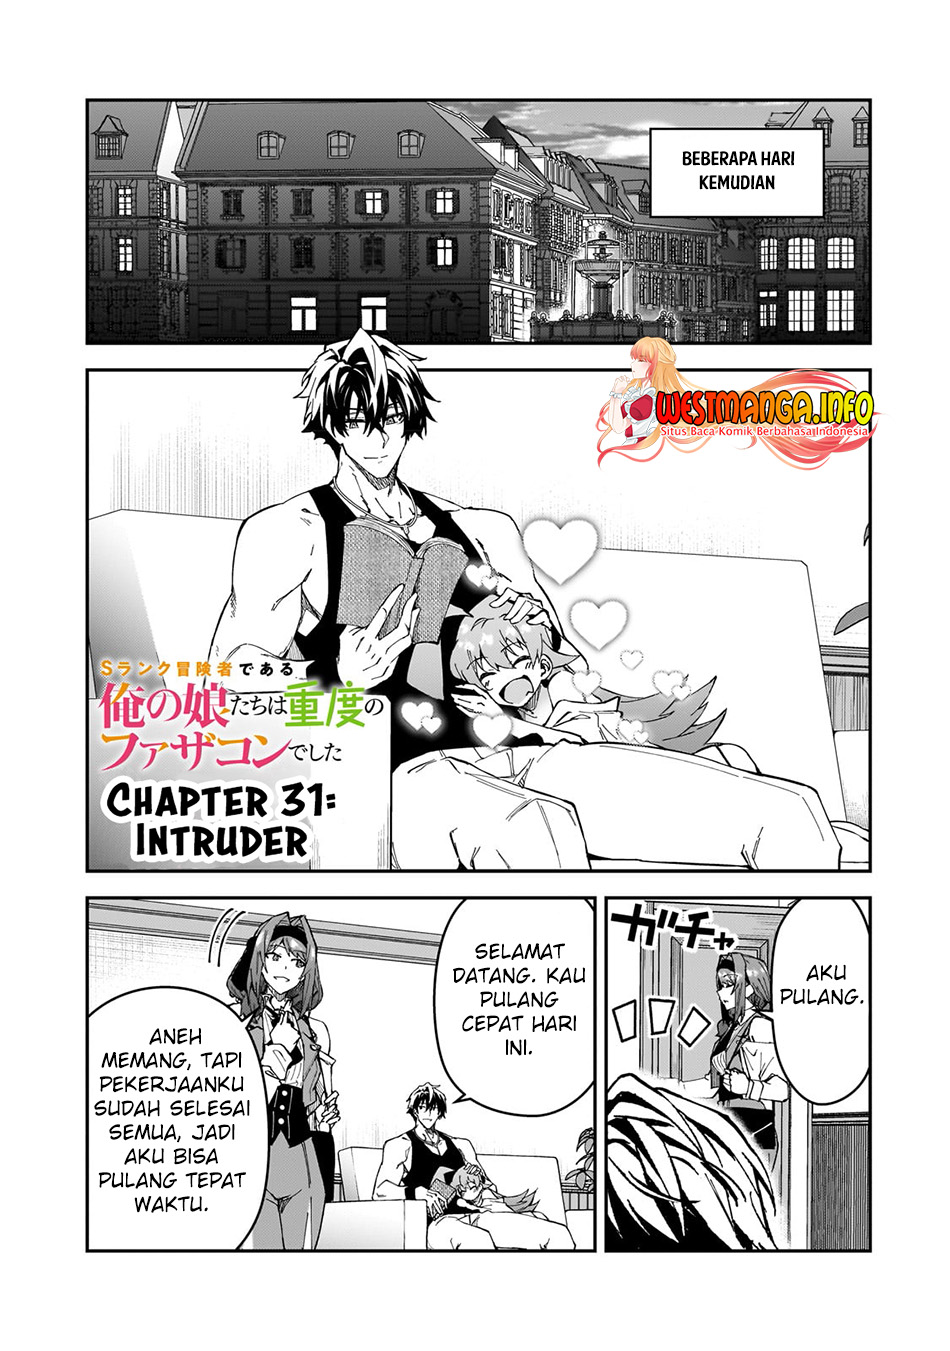 BEBERAPA HARI
KEMUDIAN
WESTMANGA.INFO
Situs Baca Komik Berbahasa Indonesia
Sランク冒険者である
俺の娘たちは重度の
ファザコンでした
CHAPTER 31:
INTRUDER
ガチャ
AKU
PULANG.
SELAMAT
DATANG. KAU
PULANG
CEPAT HARI
INI.
ANEH
MEMANG, TAPI
PEKERJAANKU
SUDAH SELESAI
SEMUA, JADI
AKU BISA
PULANG TEPAT
WAKTU.